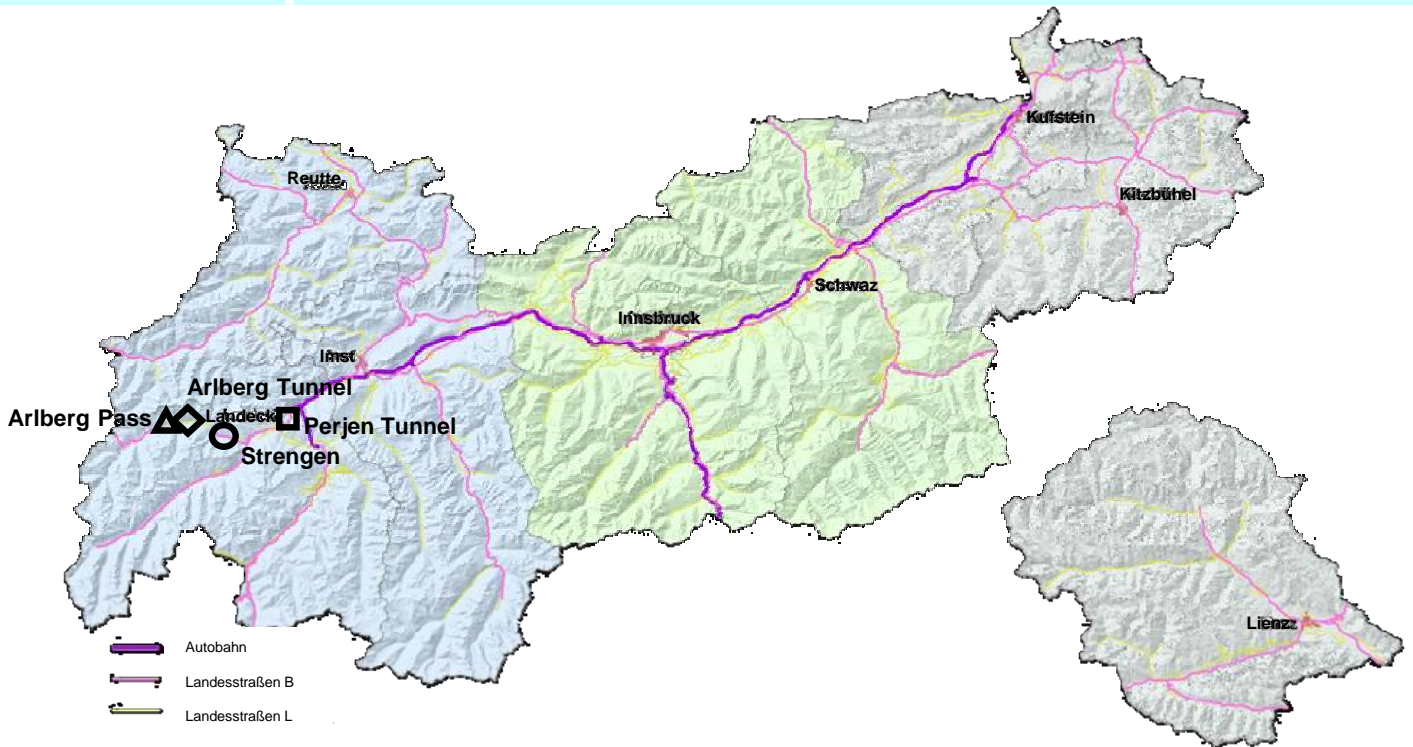 Kufstein
Reutte
Kitzbühel
Schwaz
Innsbruck
Imst
Arlberg Tunnel
Arlberg Pass
Landeck
Perjen Tunnel
Strengen
Lienz
Autobahn
Landesstraßen B
Landesstraßen L